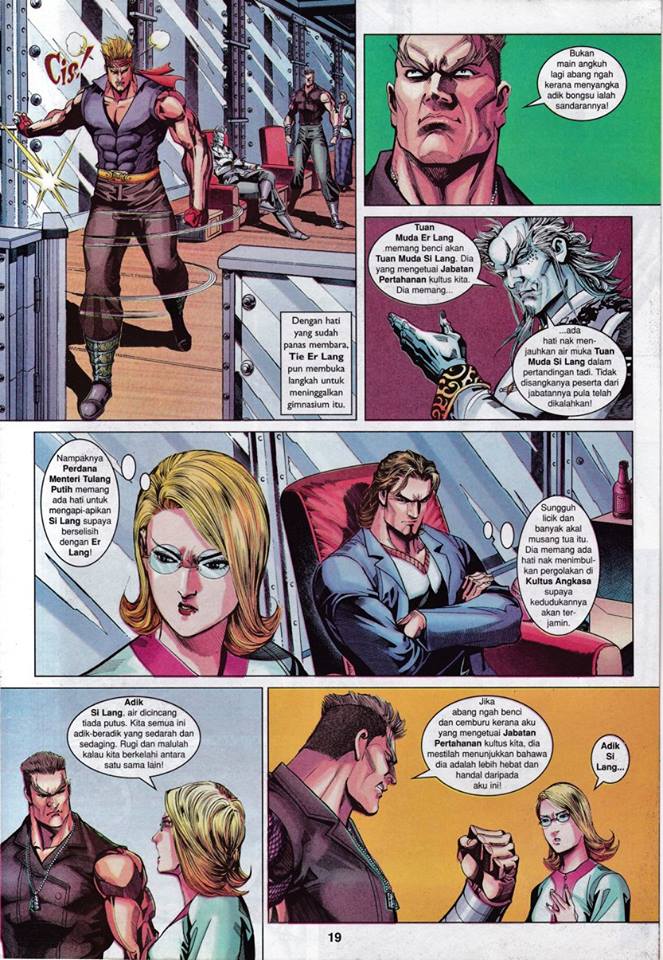 Cis!
Dengan hati
yang sudah
panas membara,
Tie Er Lang
pun membuka
langkah untuk
meninggalkan
gimnasium itu.
Bukan
main angkuh
lagi abang ngah
kerana menyangka
adik bongsu ialah
sandarannya!
Tuan
Muda Er Lang
memang benci akan
Tuan Muda Si Lang. Dia
yang mengetuai Jabatan
Pertahanan kultus kita.
Dia memang...
...ada
hati nak men-
jauhkan air muka Tuan
Muda Si Lang dalam
pertandingan tadi. Tidak
disangkanya peserta dari
jabatannya pula telah
dikalahkan!
Nampaknya
Perdana
Menteri Tulang
Putih memang
ada hati untuk
mengapi-apikan
Si Lang supaya
berselisih
dengan Er
Lang!
Sungguh
licik dan
banyak akal
musang tua itu.
Dia memang ada
hati nak menimbul-
kan pergolakan di
Kultus Angkasa
supaya
kedudukannya
akan ter-
jamin.
Adik
Si Lang, air dicincang
tiada putus. Kita semua ini
adik-beradik yang sedarah dan
sedaging. Rugi dan malulah
kalau kita berkelahi antara
satu sama lain!
Jika
abang ngah benci
dan cemburu kerana aku
yang mengetuai Jabatan
Pertahanan kultus kita, dia
mestilah menunjukkan bahawa
dia adalah lebih hebat dan
handal daripada
aku ini!
Adik
Si
Lang...
19